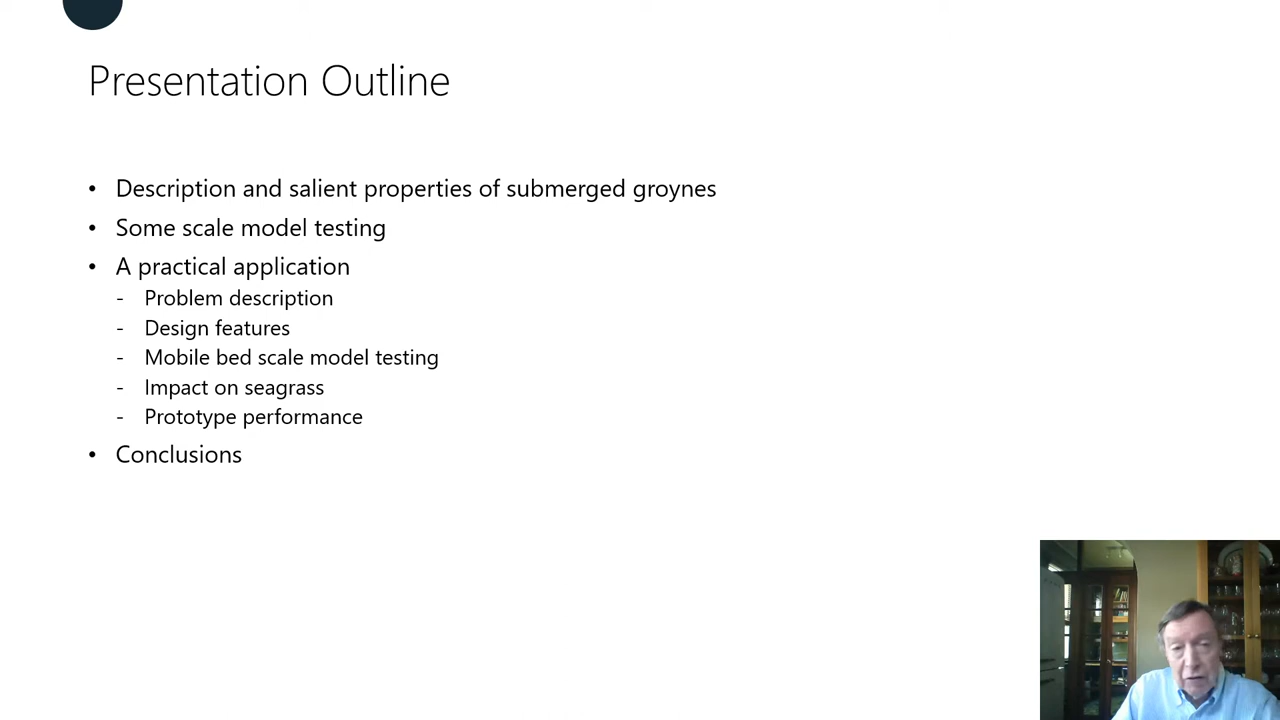 Presentation Outline
• Description and salient properties of submerged groynes
• Some scale model testing
• A practical application
- Problem description
- Design features
- Mobile bed scale model testing
- Impact on seagrass
- Prototype performance
• Conclusions